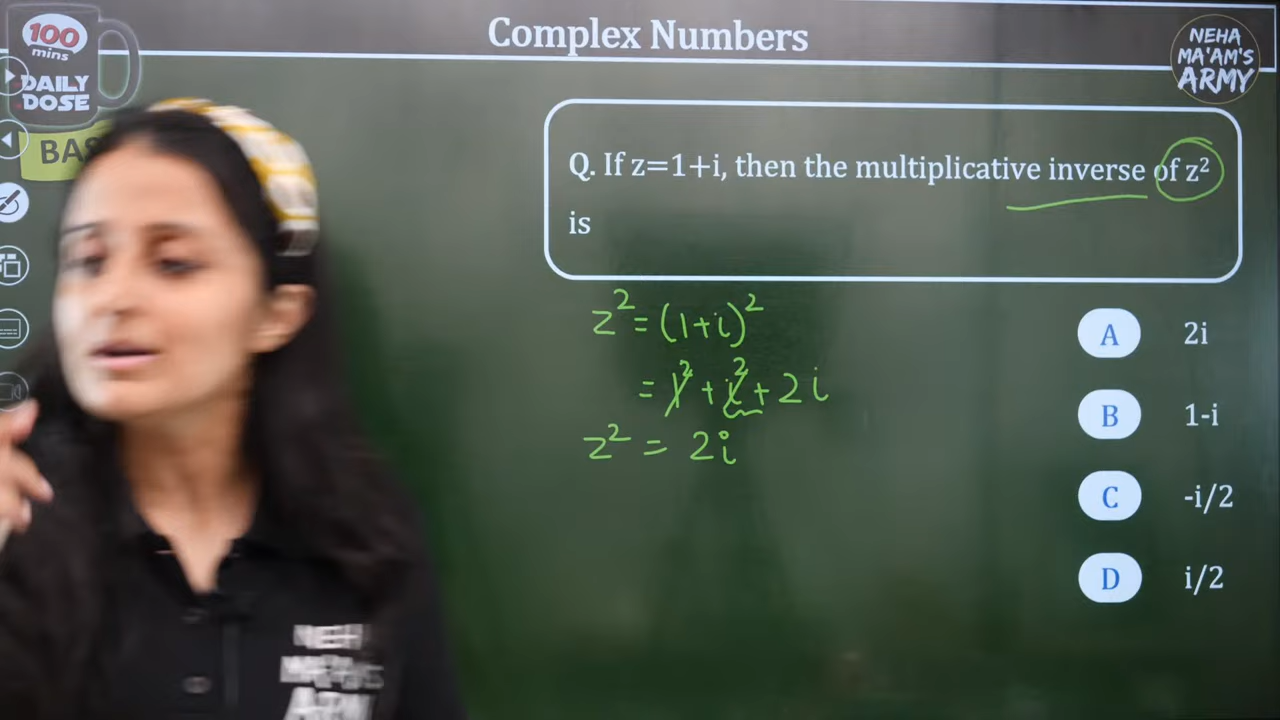 100
mins
DAILY
DOSE
Complex Numbers
NEHA
MA'AM'S
ARMY
Q. If z=1+i, then the multiplicative inverse of z²
is
z² = (1+i)²
= 1² + i² + 2i
z² = 2i
A 2i
B 1-i
C -i/2
D i/2